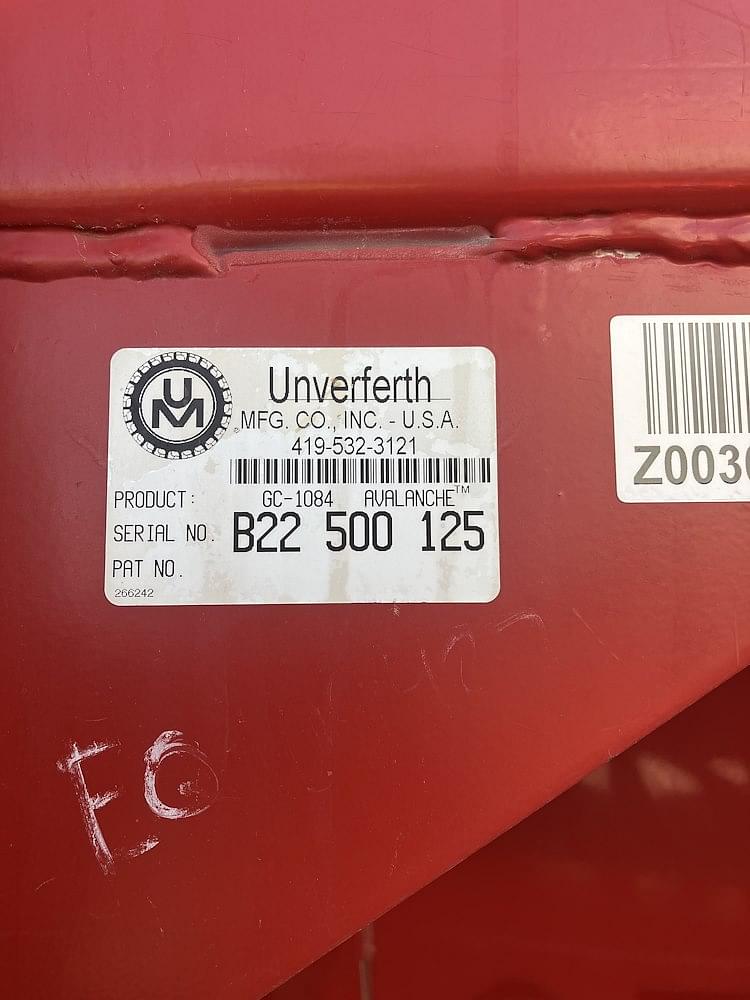 UM
Unverferth
MFG. CO., INC. - U.S.A.
419-532-3121
PRODUCT: GC-1084 AVALANCHE™
SERIAL NO. B22 500 125
PAT NO.
266242